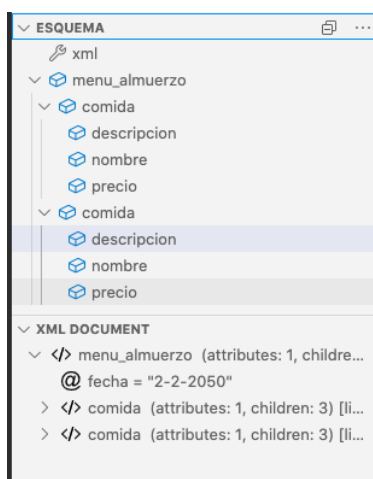 ESQUEMA
xml
menu_almuerzo
comida
descripcion
nombre
precio
comida
descripcion
nombre
precio
XML DOCUMENT
menu_almuerzo (attributes: 1, childre...
fecha = "2-2-2050"
comida (attributes: 1, children: 3) [li...
comida (attributes: 1, children: 3) [li...